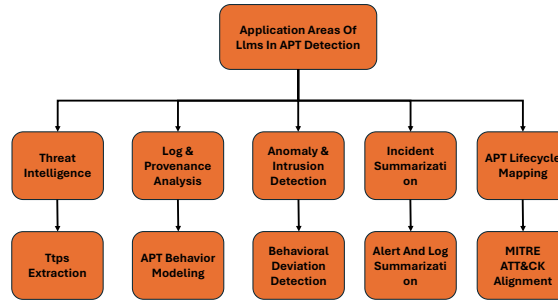 Application Areas Of
Llms In APT Detection
Threat
Intelligence
Log &
Provenance
Analysis
Anomaly &
Intrusion
Detection
Incident
Summarizati
on
APT Lifecycle
Mapping
Ttps
Extraction
APT Behavior
Modeling
Behavioral
Deviation
Detection
Alert And Log
Summarizati
on
MITRE
ATT&CK
Alignment